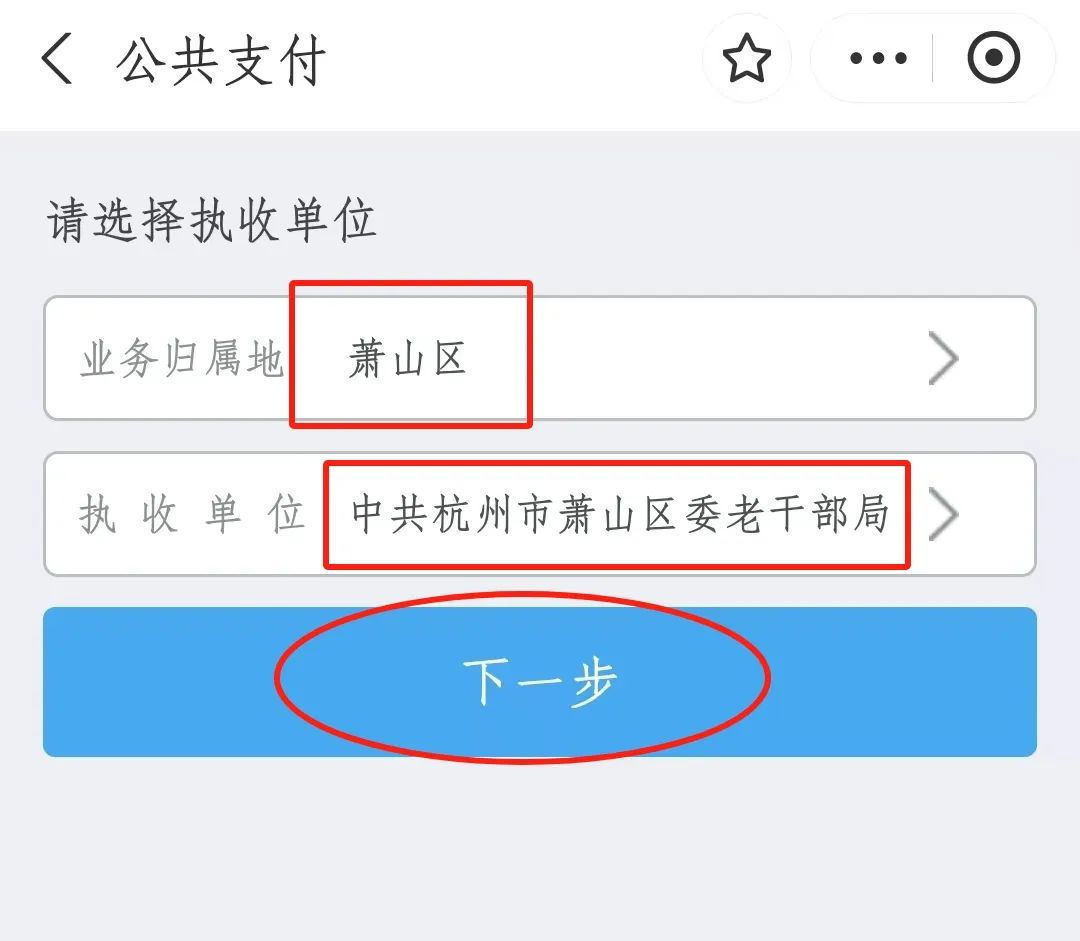 公共支付
请选择执收单位
业务归属地 萧山区
执收单位 中共杭州市萧山区委老干部局
下一步